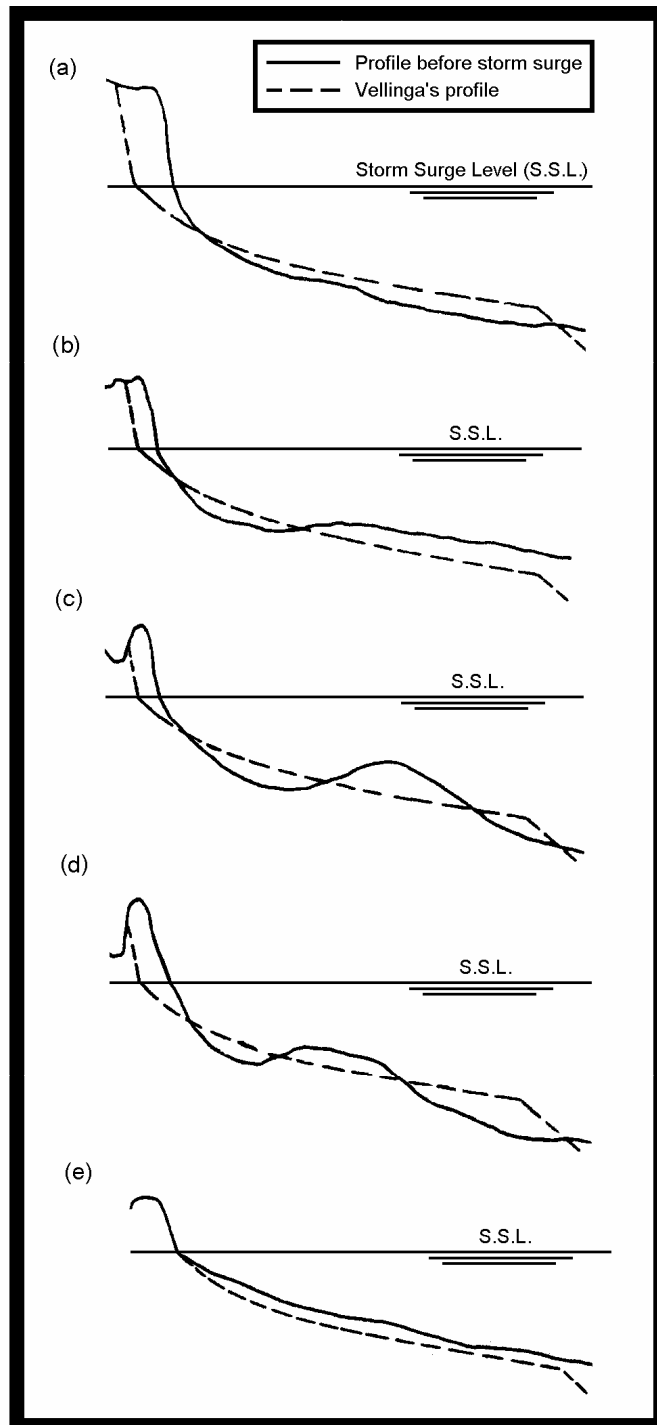 (a)
Profile before storm surge
Vellinga's profile
Storm Surge Level (S.S.L.)
(b)
S.S.L.
(c)
S.S.L.
(d)
S.S.L.
(e)
S.S.L.